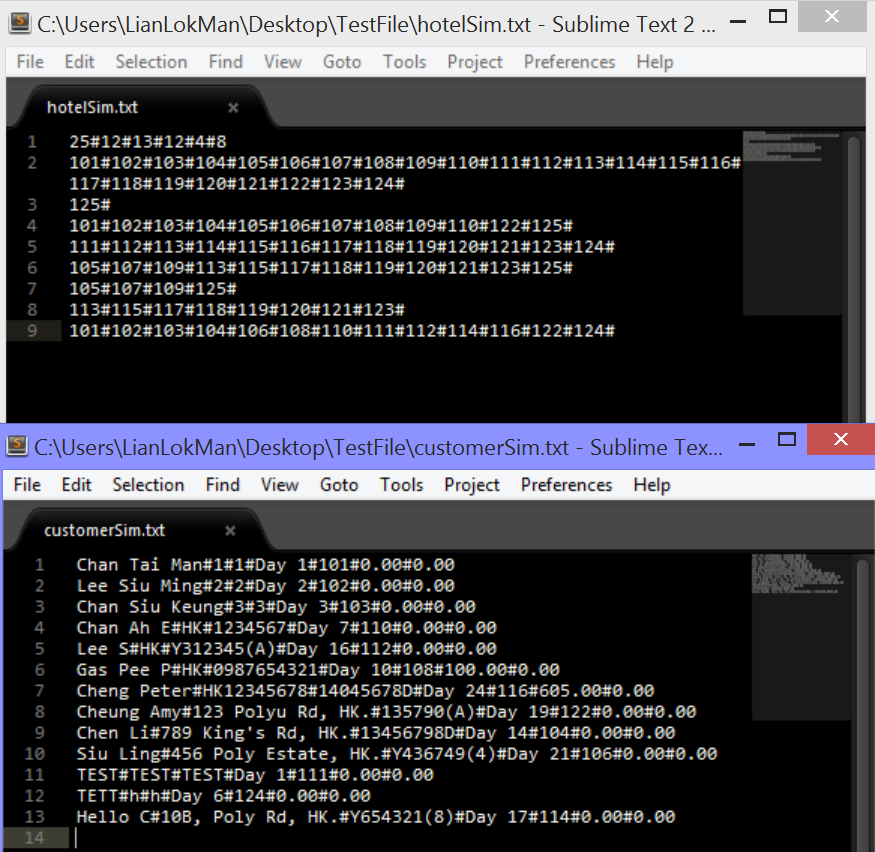 C:\Users\LianLokMan\Desktop\TestFile\hotelSim.txt - Sublime Text 2 ...
File Edit Selection Find View Goto Tools Project Preferences Help
hotelSim.txt ×
1 25#12#13#12#4#8
2 101#102#103#104#105#106#107#108#109#110#111#112#113#114#115#116#
117#118#119#120#121#122#123#124#
3 125#
4 101#102#103#104#105#106#107#108#109#110#122#125#
5 111#112#113#114#115#116#117#118#119#120#121#123#124#
6 105#107#109#113#115#117#118#119#120#121#123#125#
7 105#107#109#125#
8 113#115#117#118#119#120#121#123#
9 101#102#103#104#106#108#110#111#112#114#116#122#124#
C:\Users\LianLokMan\Desktop\TestFile\customerSim.txt - Sublime Tex...
File Edit Selection Find View Goto Tools Project Preferences Help
customerSim.txt ×
1 Chan Tai Man#1#1#Day 1#101#0.00#0.00
2 Lee Siu Ming#2#2#Day 2#102#0.00#0.00
3 Chan Siu Keung#3#3#Day 3#103#0.00#0.00
4 Chan Ah E#HK#1234567#Day 7#110#0.00#0.00
5 Lee S#HK#Y312345(A)#Day 16#112#0.00#0.00
6 Gas Pee P#HK#0987654321#Day 10#108#100.00#0.00
7 Cheng Peter#HK12345678#14045678D#Day 24#116#605.00#0.00
8 Cheung Amy#123 Polyu Rd, HK.#135790(A)#Day 19#122#0.00#0.00
9 Chen Li#789 King's Rd, HK.#13456798D#Day 14#104#0.00#0.00
10 Siu Ling#456 Poly Estate, HK.#Y436749(4)#Day 21#106#0.00#0.00
11 TEST#TEST#TEST#Day 1#111#0.00#0.00
12 TETT#h#h#Day 6#124#0.00#0.00
13 Hello C#10B, Poly Rd, HK.#Y654321(8)#Day 17#114#0.00#0.00
14